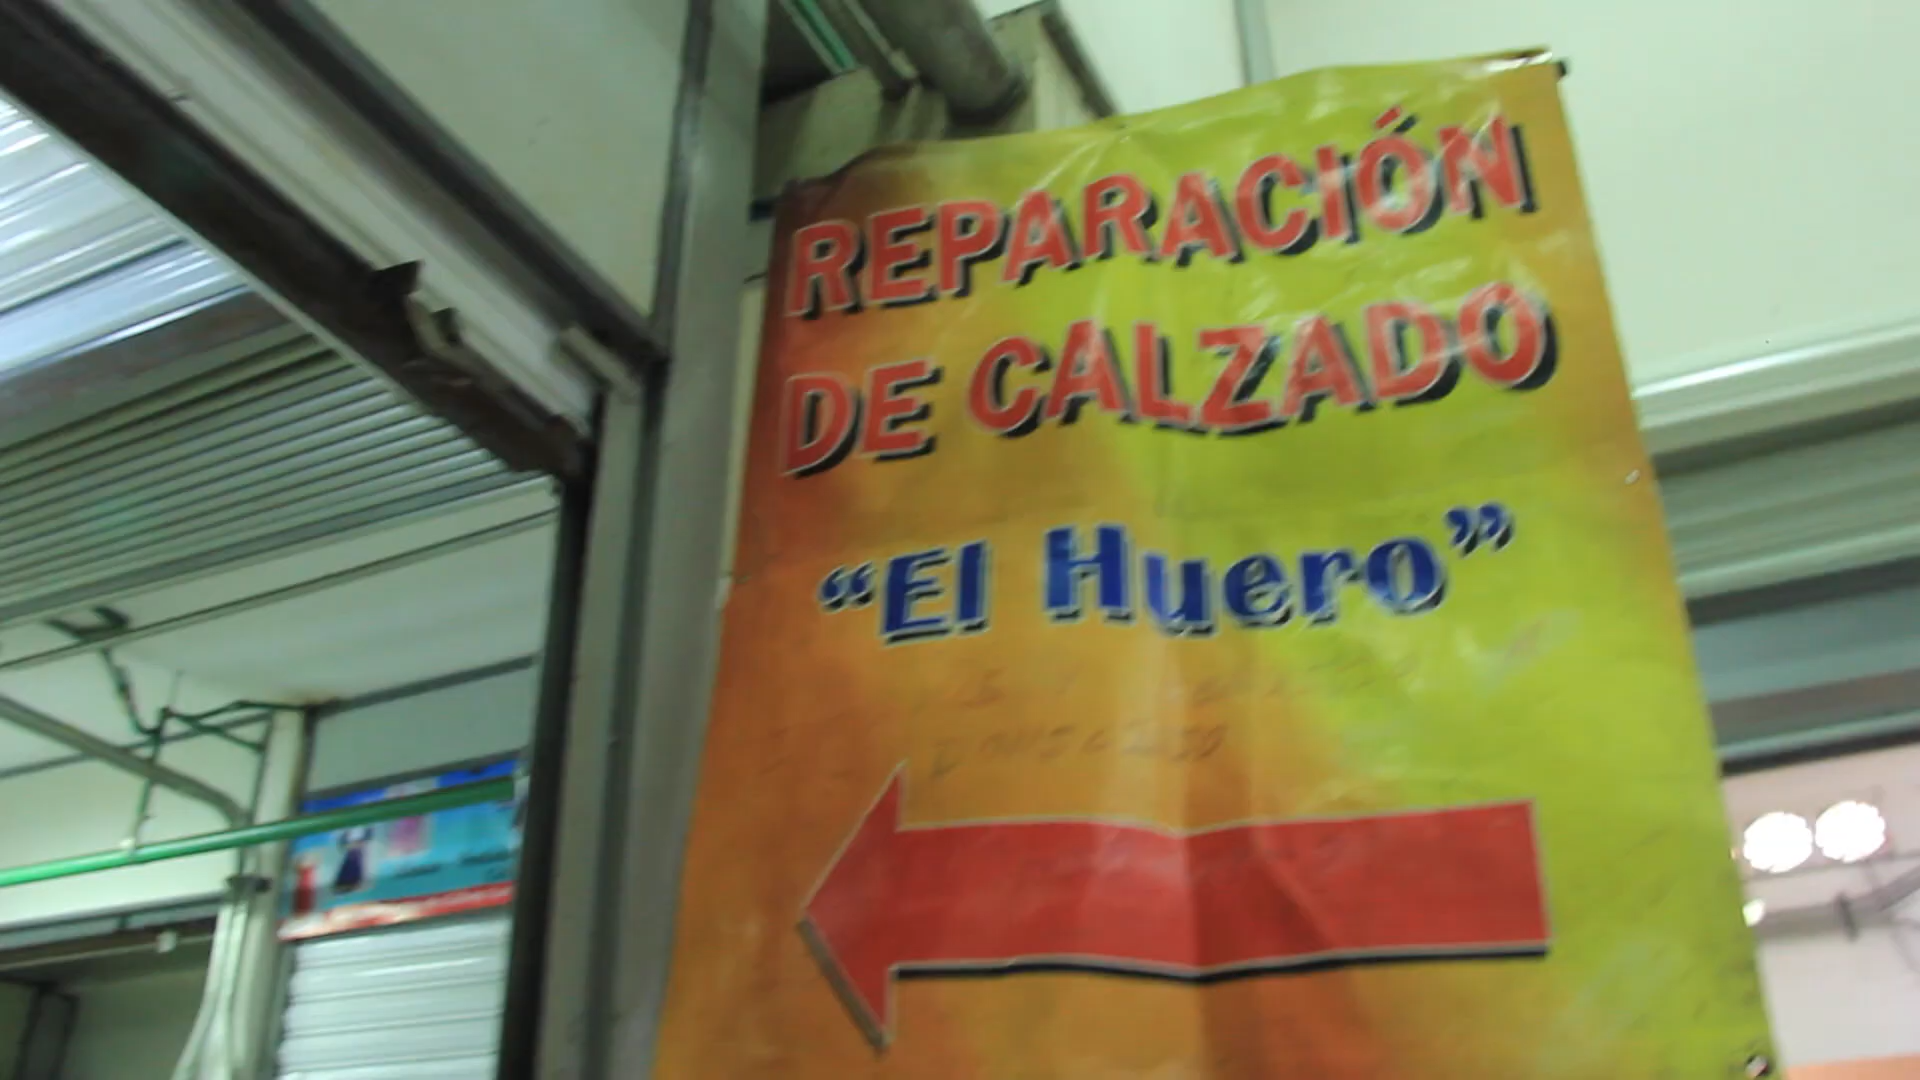 REPARACIÓN
DE CALZADO
“El Huero”